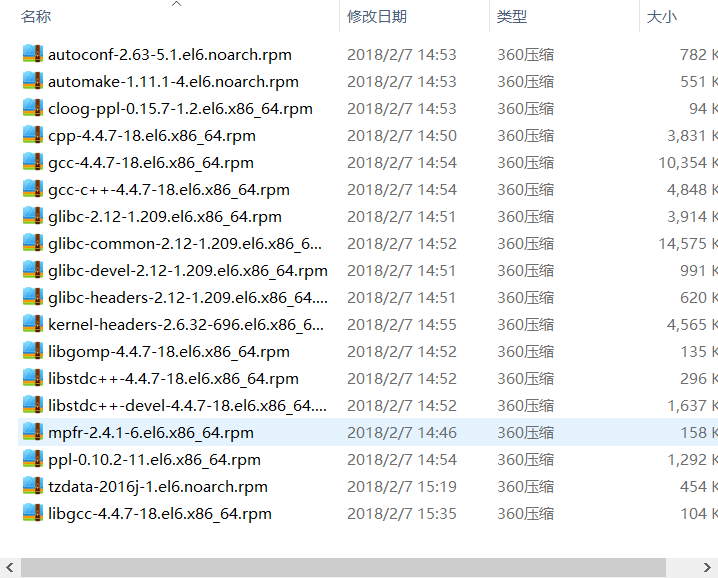 名称 修改日期 类型 大小
autoconf-2.63-5.1.el6.noarch.rpm 2018/2/7 14:53 360压缩 782 K
automake-1.11.1-4.el6.noarch.rpm 2018/2/7 14:53 360压缩 551 K
cloog-ppl-0.15.7-1.2.el6.x86_64.rpm 2018/2/7 14:53 360压缩 94 K
cpp-4.4.7-18.el6.x86_64.rpm 2018/2/7 14:50 360压缩 3,831 K
gcc-4.4.7-18.el6.x86_64.rpm 2018/2/7 14:54 360压缩 10,354 K
gcc-c++-4.4.7-18.el6.x86_64.rpm 2018/2/7 14:54 360压缩 4,848 K
glibc-2.12-1.209.el6.x86_64.rpm 2018/2/7 14:51 360压缩 3,914 K
glibc-common-2.12-1.209.el6.x86_6... 2018/2/7 14:52 360压缩 14,575 K
glibc-devel-2.12-1.209.el6.x86_64.rpm 2018/2/7 14:51 360压缩 991 K
glibc-headers-2.12-1.209.el6.x86_64.... 2018/2/7 14:51 360压缩 620 K
kernel-headers-2.6.32-696.el6.x86_6... 2018/2/7 14:55 360压缩 4,565 K
libgomp-4.4.7-18.el6.x86_64.rpm 2018/2/7 14:52 360压缩 135 K
libstdc++-4.4.7-18.el6.x86_64.rpm 2018/2/7 14:52 360压缩 296 K
libstdc++-devel-4.4.7-18.el6.x86_64.... 2018/2/7 14:52 360压缩 1,637 K
mpfr-2.4.1-6.el6.x86_64.rpm 2018/2/7 14:46 360压缩 158 K
ppl-0.10.2-11.el6.x86_64.rpm 2018/2/7 14:54 360压缩 1,292 K
tzdata-2016j-1.el6.noarch.rpm 2018/2/7 15:19 360压缩 454 K
libgcc-4.4.7-18.el6.x86_64.rpm 2018/2/7 15:35 360压缩 104 K